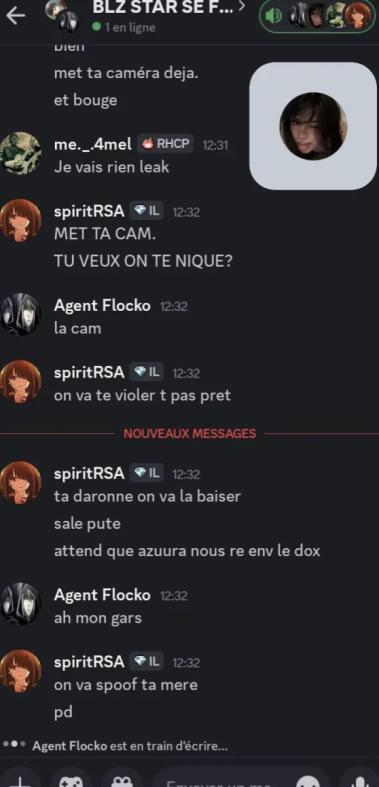 BLZ STAR SE F... >
1 en ligne
bien
met ta caméra deja.
et bouge
me._.4mel RHCP 12:31
Je vais rien leak
spiritRSA IL 12:32
MET TA CAM.
TU VEUX ON TE NIQUE?
Agent Flocko 12:32
la cam
spiritRSA IL 12:32
on va te violer t pas pret
NOUVEAUX MESSAGES
spiritRSA IL 12:32
ta daronne on va la baiser
sale pute
attend que azuura nous re env le dox
Agent Flocko 12:32
ah mon gars
spiritRSA IL 12:32
on va spoof ta mere
pd
Agent Flocko est en train d'écrire...
Envoyer un me